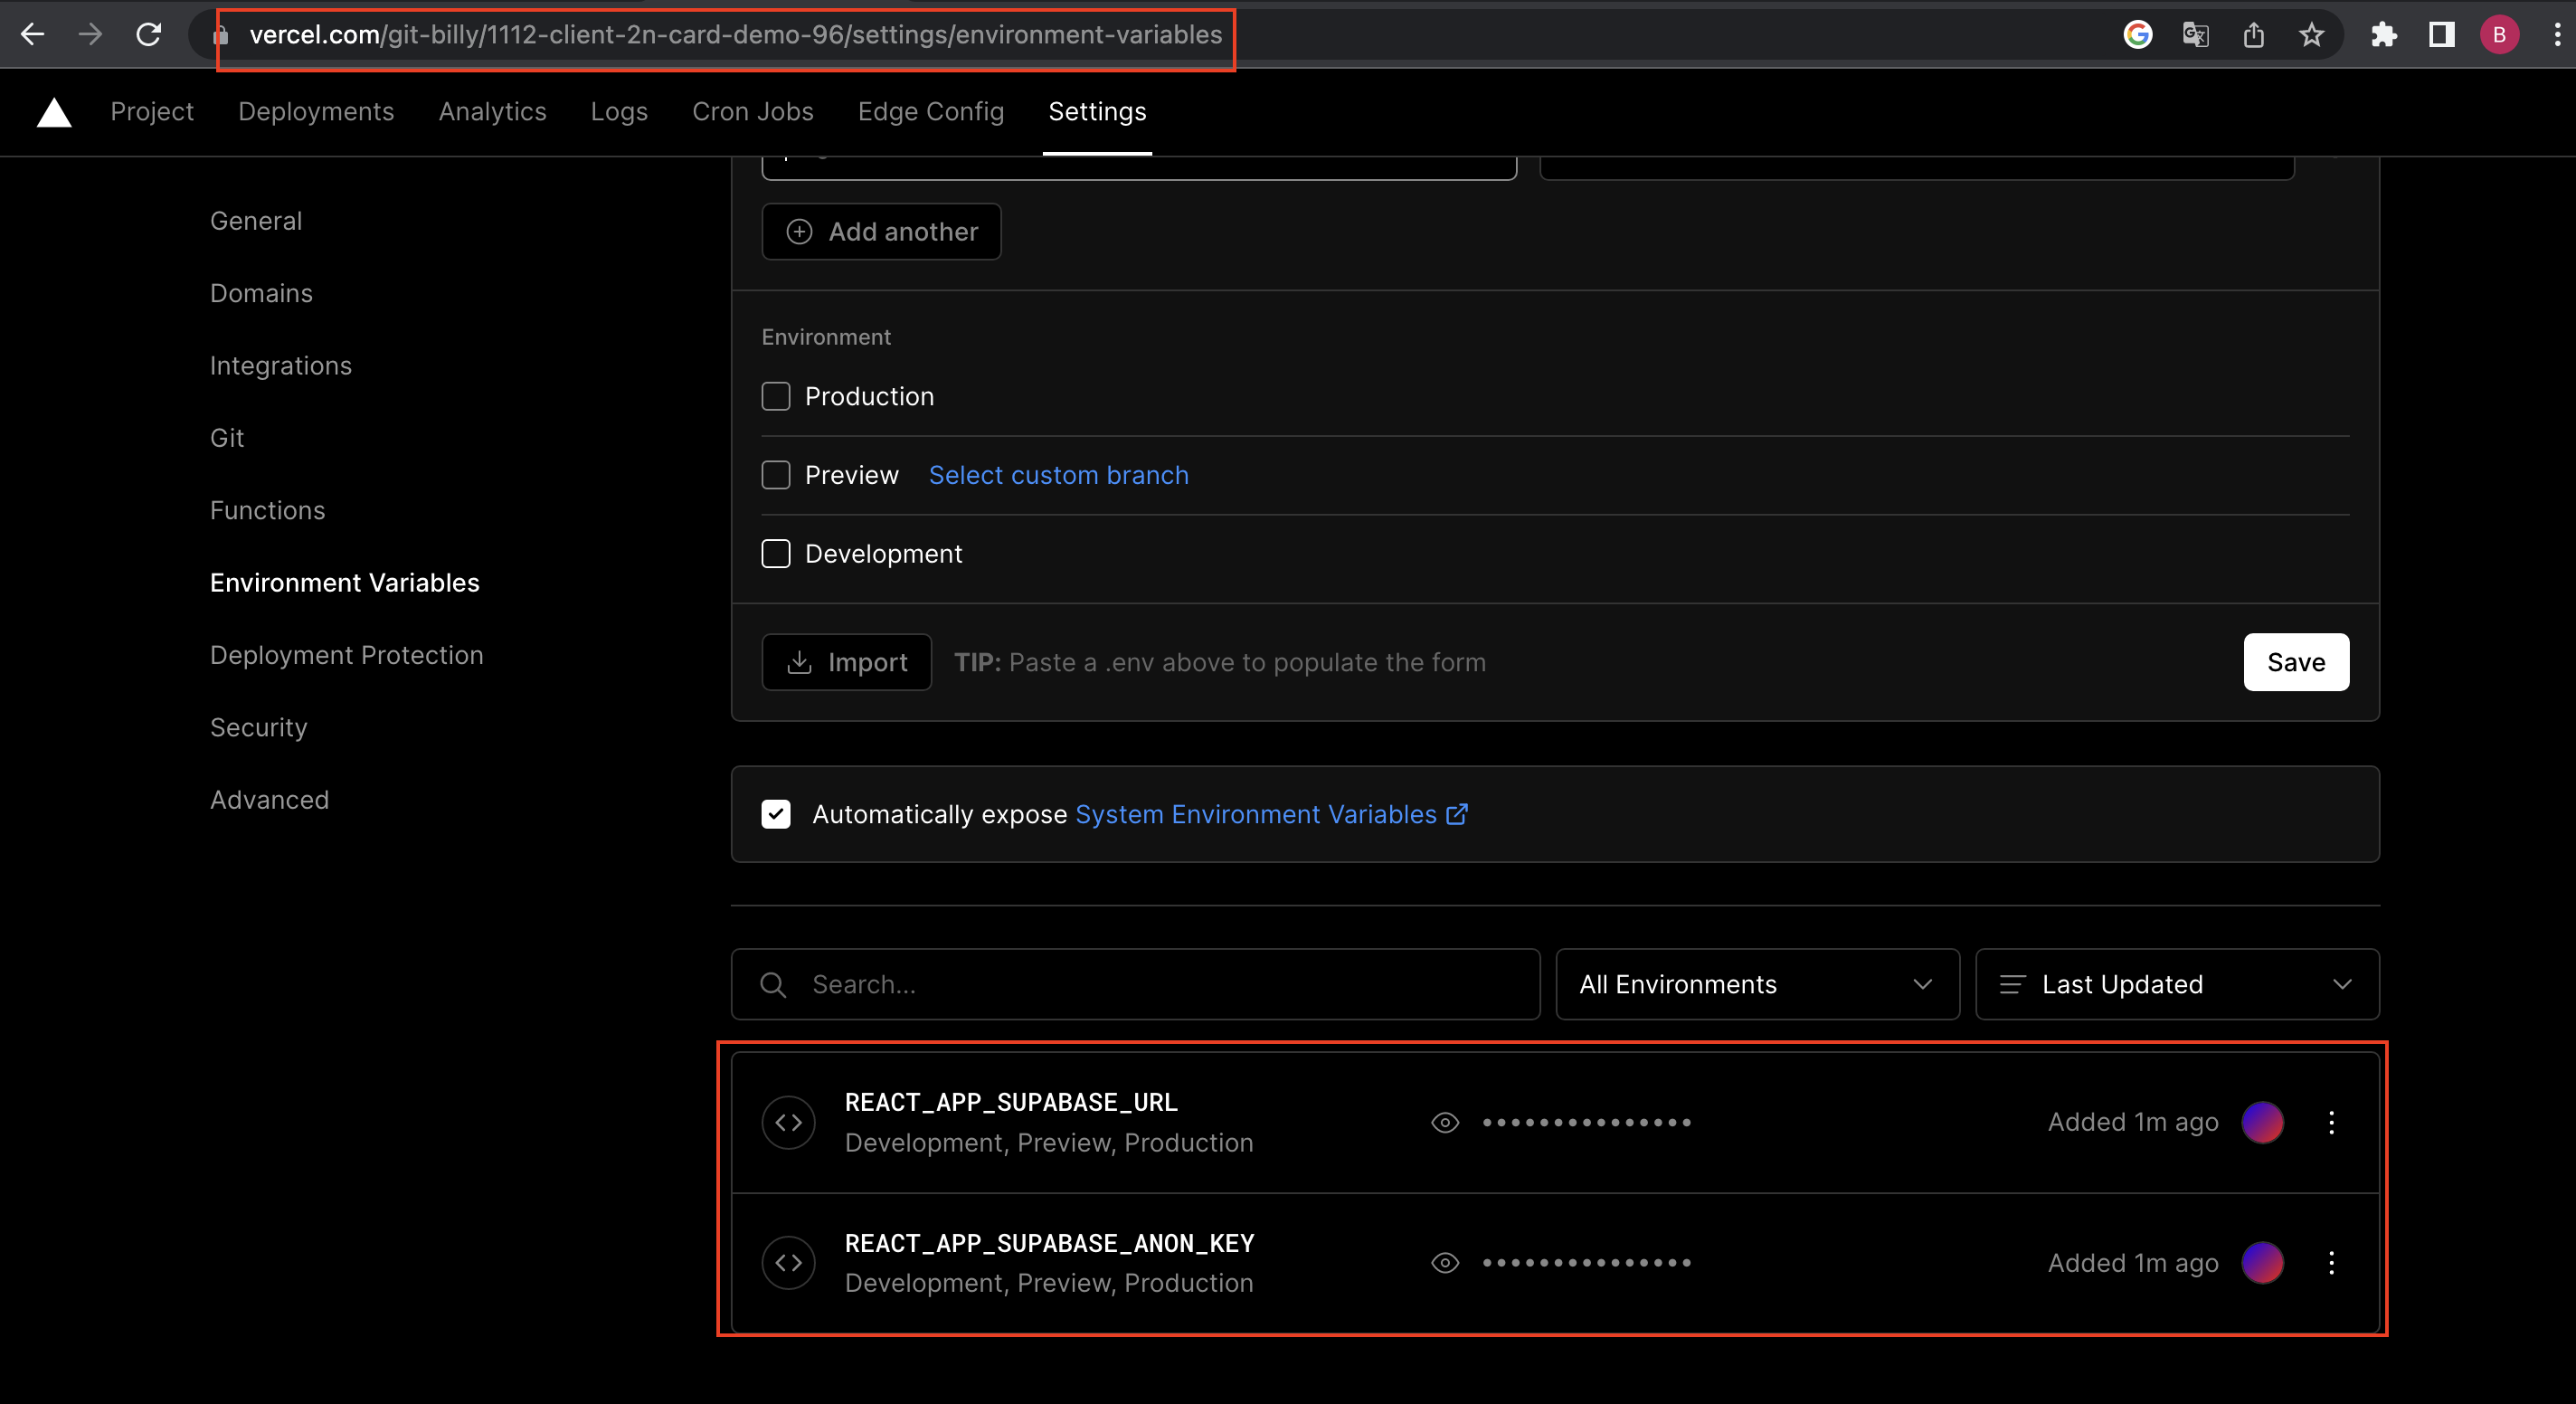 vercel.com/git-billy/1112-client-2n-card-demo-96/settings/environment-variables
B
Project Deployments Analytics Logs Cron Jobs Edge Config Settings
General
Domains
Integrations
Git
Functions
Environment Variables
Deployment Protection
Security
Advanced
Add another
Environment
Production
Preview Select custom branch
Development
Import TIP: Paste a .env above to populate the form Save
Automatically expose System Environment Variables
Search... All Environments Last Updated
REACT_APP_SUPABASE_URL
Development, Preview, Production
•••••••••••••••
Added 1m ago
REACT_APP_SUPABASE_ANON_KEY
Development, Preview, Production
•••••••••••••••
Added 1m ago